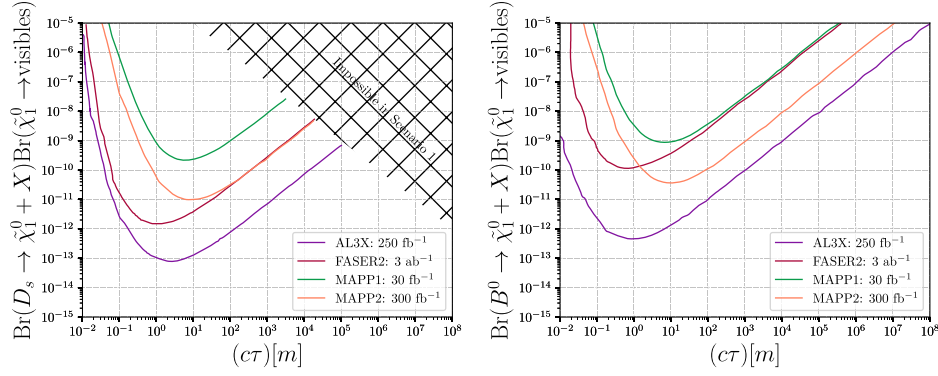 Br(D_s → χ̃_1^0 + X)Br(χ̃_1^0 → visibles)
10^−5
10^−6
10^−7
10^−8
10^−9
10^−10
10^−11
10^−12
10^−13
10^−14
10^−15
Impossible in Scenario 1
AL3X: 250 fb^−1
FASER2: 3 ab^−1
MAPP1: 30 fb^−1
MAPP2: 300 fb^−1
10^−2 10^−1 10^0 10^1 10^2 10^3 10^4 10^5 10^6 10^7 10^8
(cτ)[m]
Br(B^0 → χ̃_1^0 + X)Br(χ̃_1^0 → visibles)
10^−5
10^−6
10^−7
10^−8
10^−9
10^−10
10^−11
10^−12
10^−13
10^−14
10^−15
AL3X: 250 fb^−1
FASER2: 3 ab^−1
MAPP1: 30 fb^−1
MAPP2: 300 fb^−1
10^−2 10^−1 10^0 10^1 10^2 10^3 10^4 10^5 10^6 10^7 10^8
(cτ)[m]